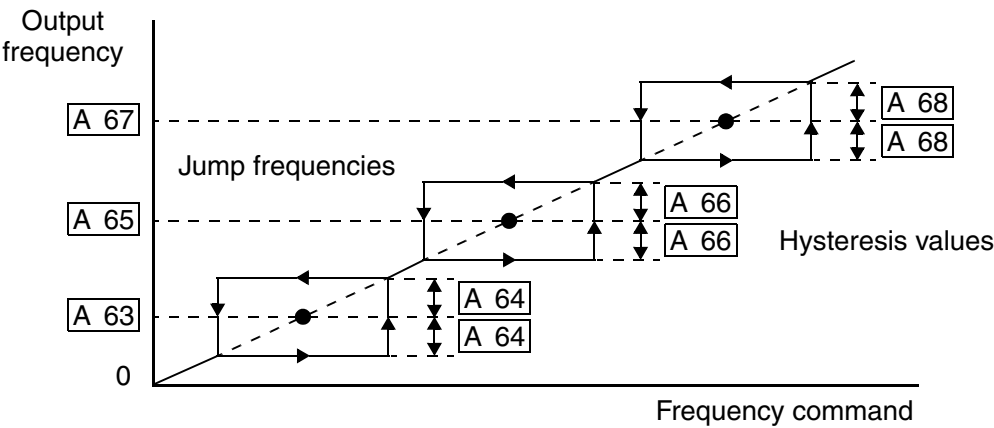 Output
frequency
A 67
A 68
A 68
Jump frequencies
A 65
A 66
A 66
Hysteresis values
A 63
A 64
A 64
0
Frequency command